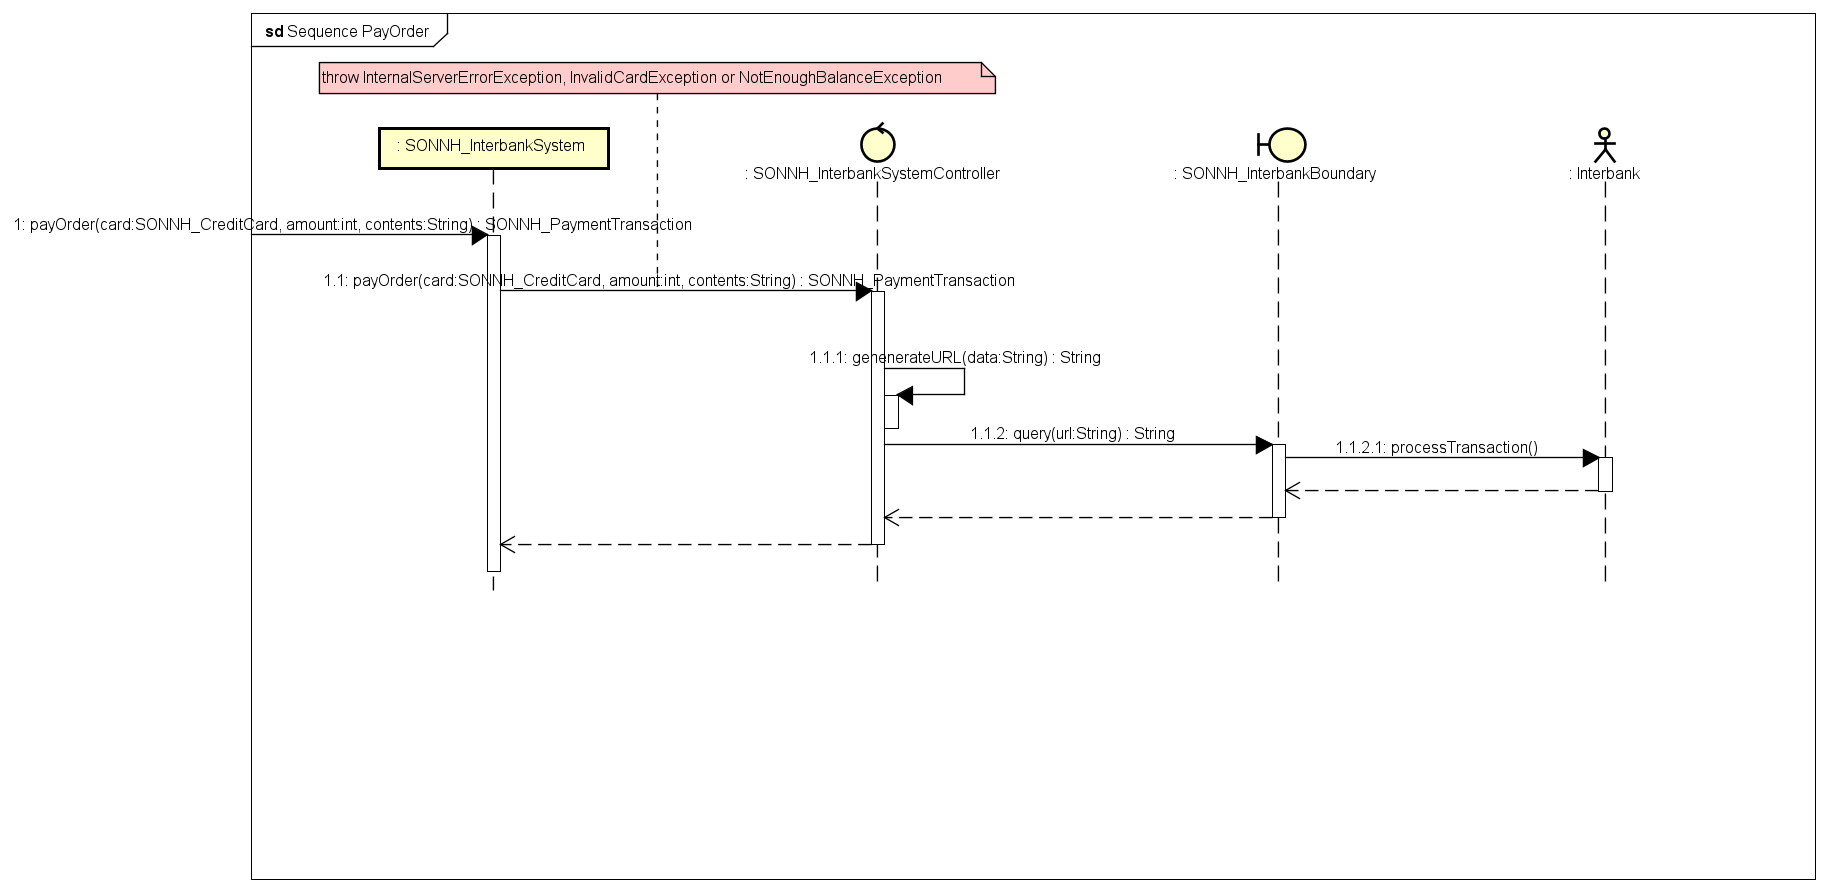 sd Sequence PayOrder
throw InternalServerErrorException, InvalidCardException or NotEnoughBalanceException
: SONNH_InterbankSystem
: SONNH_InterbankSystemController
: SONNH_InterbankBoundary
: Interbank
1: payOrder(card:SONNH_CreditCard, amount:int, contents:String) : SONNH_PaymentTransaction
1.1: payOrder(card:SONNH_CreditCard, amount:int, contents:String) : SONNH_PaymentTransaction
1.1.1: genenerateURL(data:String) : String
1.1.2: query(url:String) : String
1.1.2.1: processTransaction()